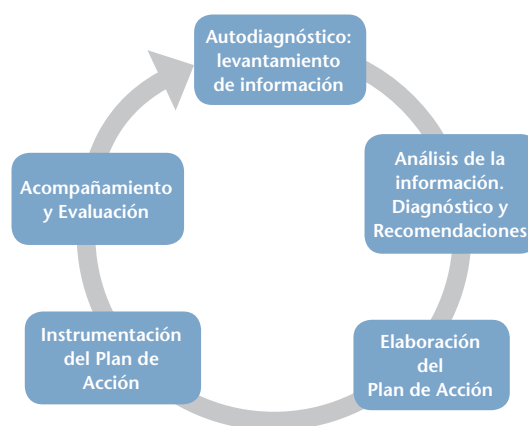 Autodiagnóstico:
levantamiento
de información
Análisis de la
información.
Diagnóstico y
Recomendaciones
Elaboración
del
Plan de Acción
Instrumentación
del Plan de
Acción
Acompañamiento
y Evaluación